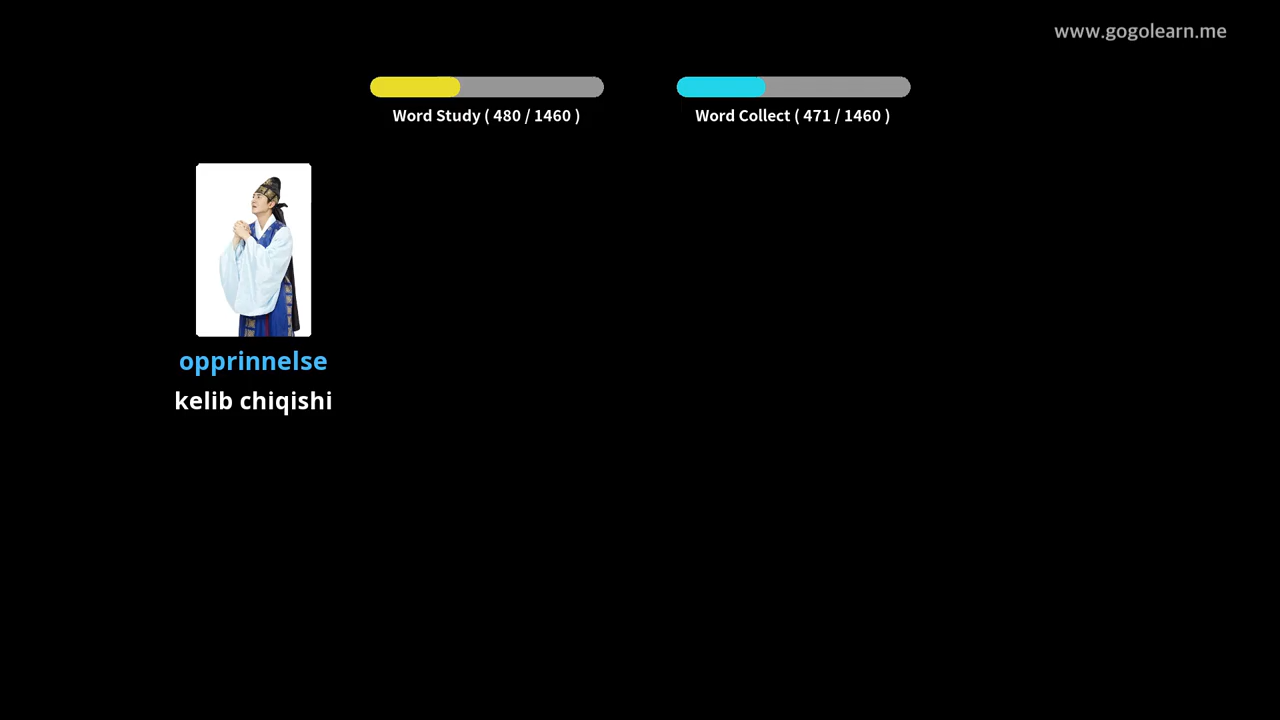 www.gogolearn.me
Word Study ( 480 / 1460 )
Word Collect ( 471 / 1460 )
opprinnelse
kelib chiqishi